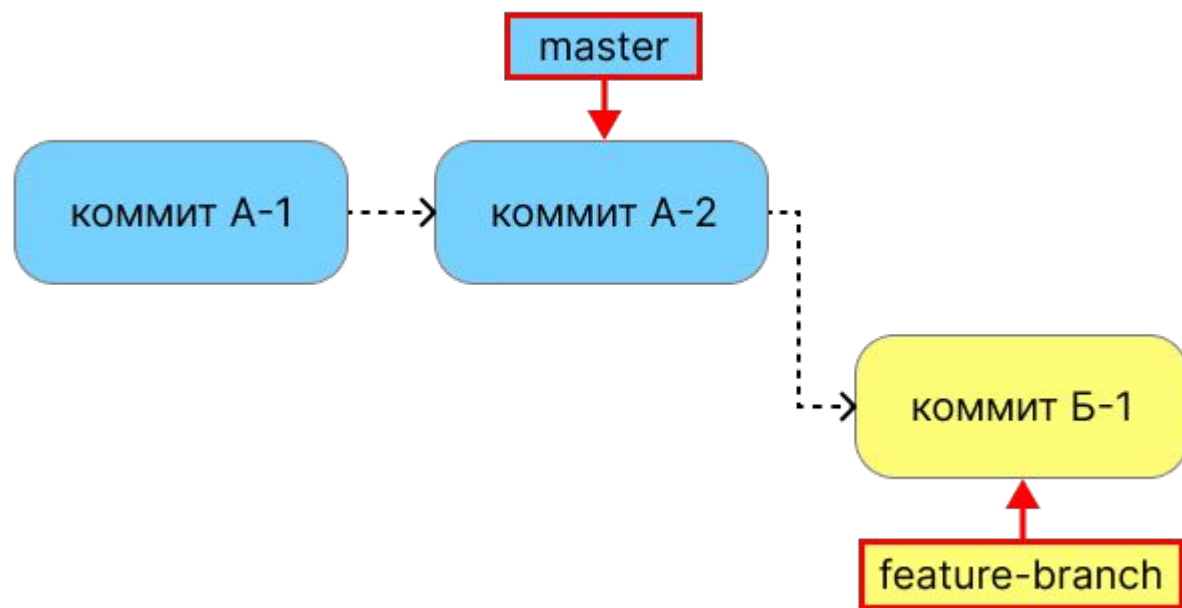 master
коммит А-1
коммит А-2
коммит Б-1
feature-branch